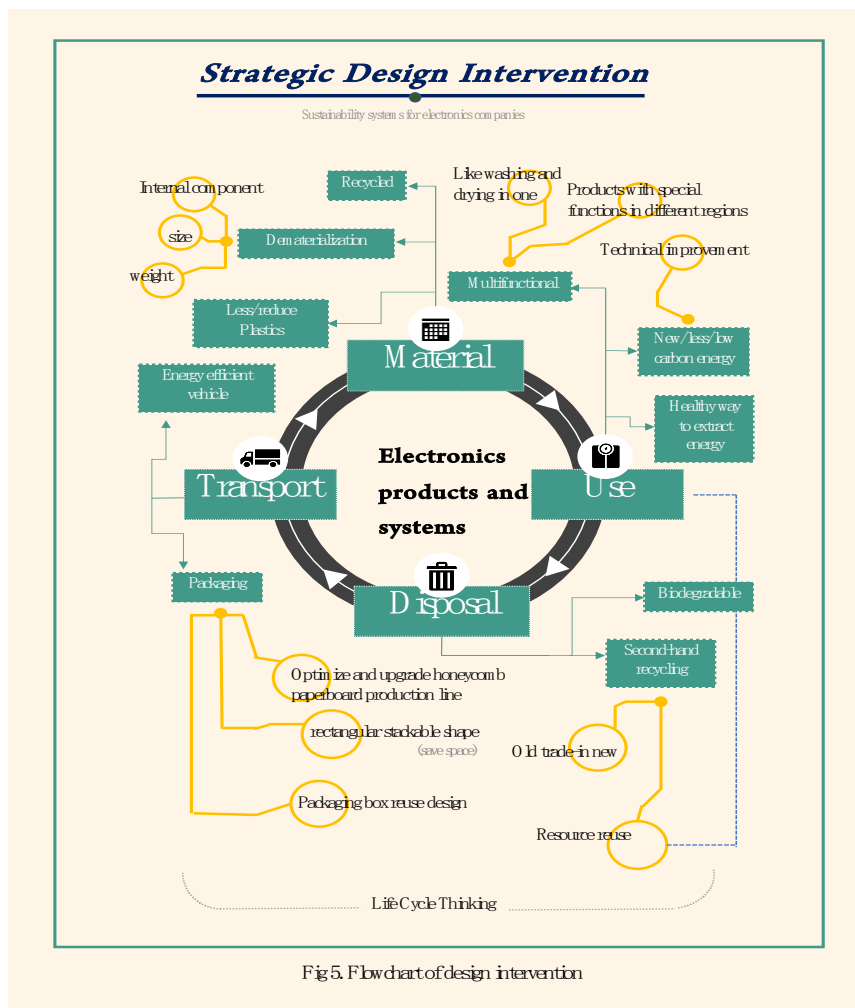 Strategic Design Intervention
Sustainability systems for electronics companies
Internal component
size
weight
Recycled
Dematerialization
Less/reduce
Plastics
Like washing and
drying in one
Products with special
functions in different regions
Technical improvement
Multifunctional
New/less/low
carbon energy
Healthy way
to extract
energy
Energy efficient
vehicle
Material
Transport
Electronics
products and
systems
Use
Disposal
Packaging
Biodegradable
Second-hand
recycling
Optimize and upgrade honeycomb
paperboard production line
rectangular stackable shape
(save space)
Packaging box reuse design
Old trade-in new
Resource reuse
Life Cycle Thinking
Fig 5. Flow chart of design intervention